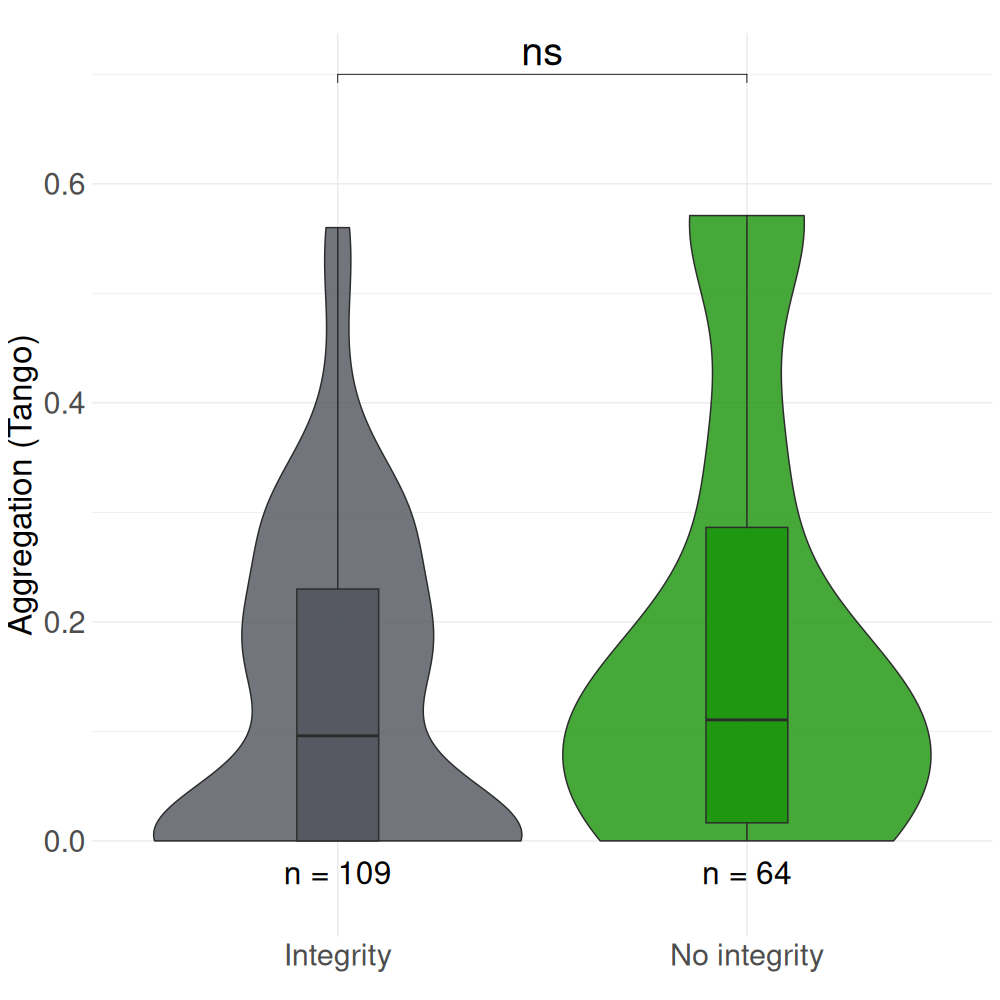 ns
Aggregation (Tango)
0.6
0.4
0.2
0.0
n = 109
n = 64
Integrity
No integrity